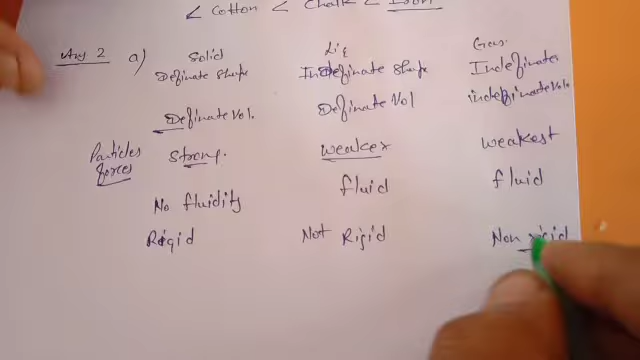 < Cotton < Chalk < Iron
Ans 2 a) Solid Liq Gas.
Definate Shape Indefinate Shape Indefinate
Definate Vol. Definate Vol indefinate Vol.
Particles forces Strong. weaker weakest
No fluidity fluid fluid
Rigid Not Rigid Non rigid